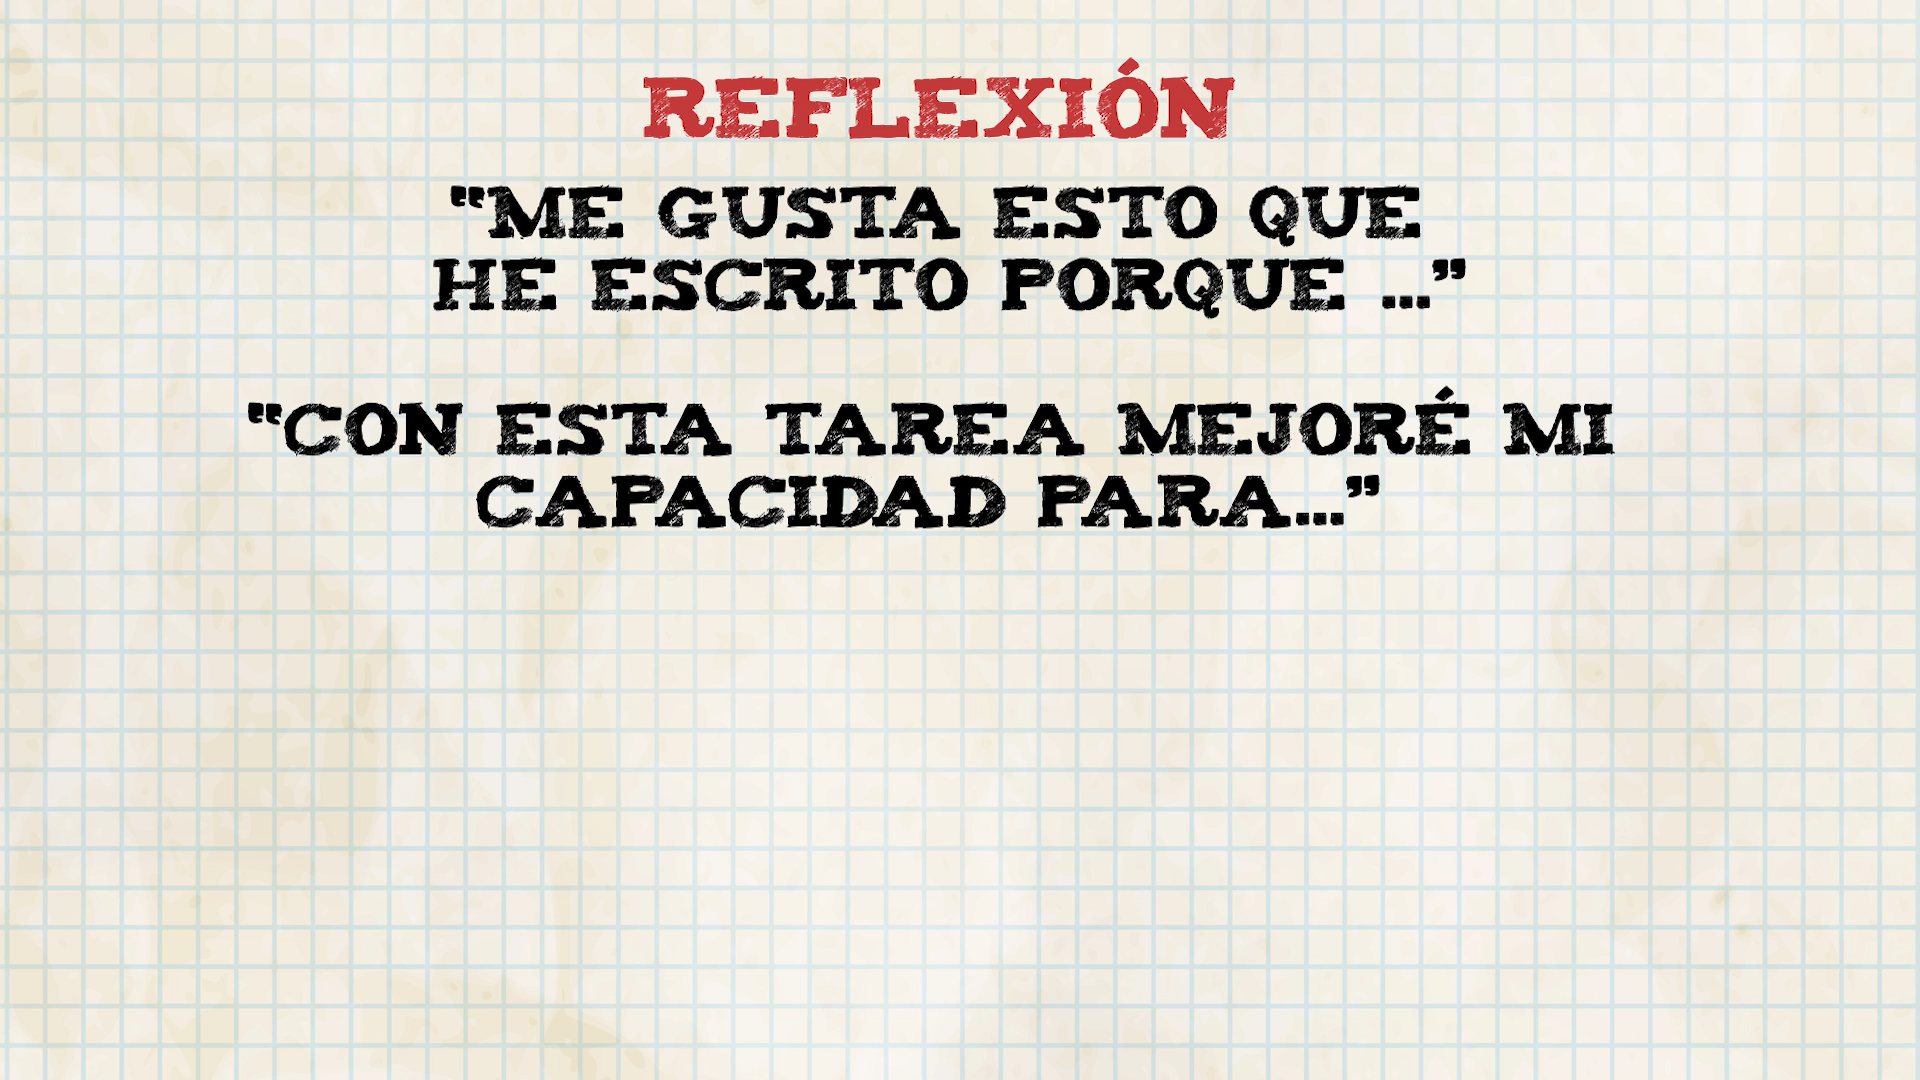 REFLEXIÓN
"ME GUSTA ESTO QUE
HE ESCRITO PORQUE ..."
"CON ESTA TAREA MEJORÉ MI
CAPACIDAD PARA..."